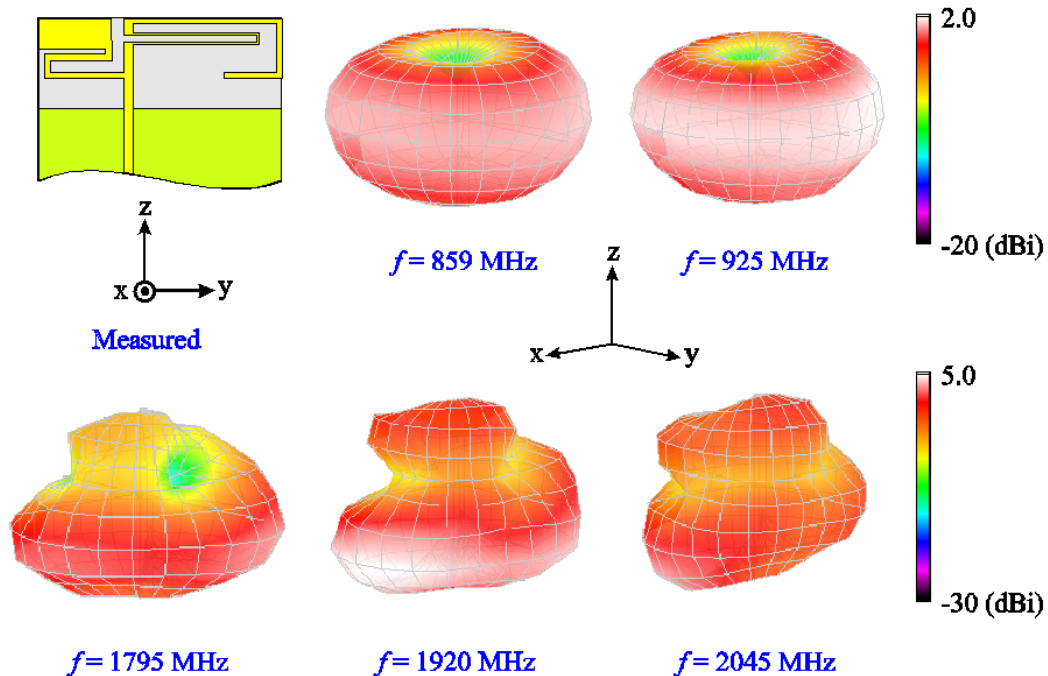 2.0
-20 (dBi)
f = 859 MHz
f = 925 MHz
z
x
y
Measured
z
x
y
5.0
-30 (dBi)
f = 1795 MHz
f = 1920 MHz
f = 2045 MHz